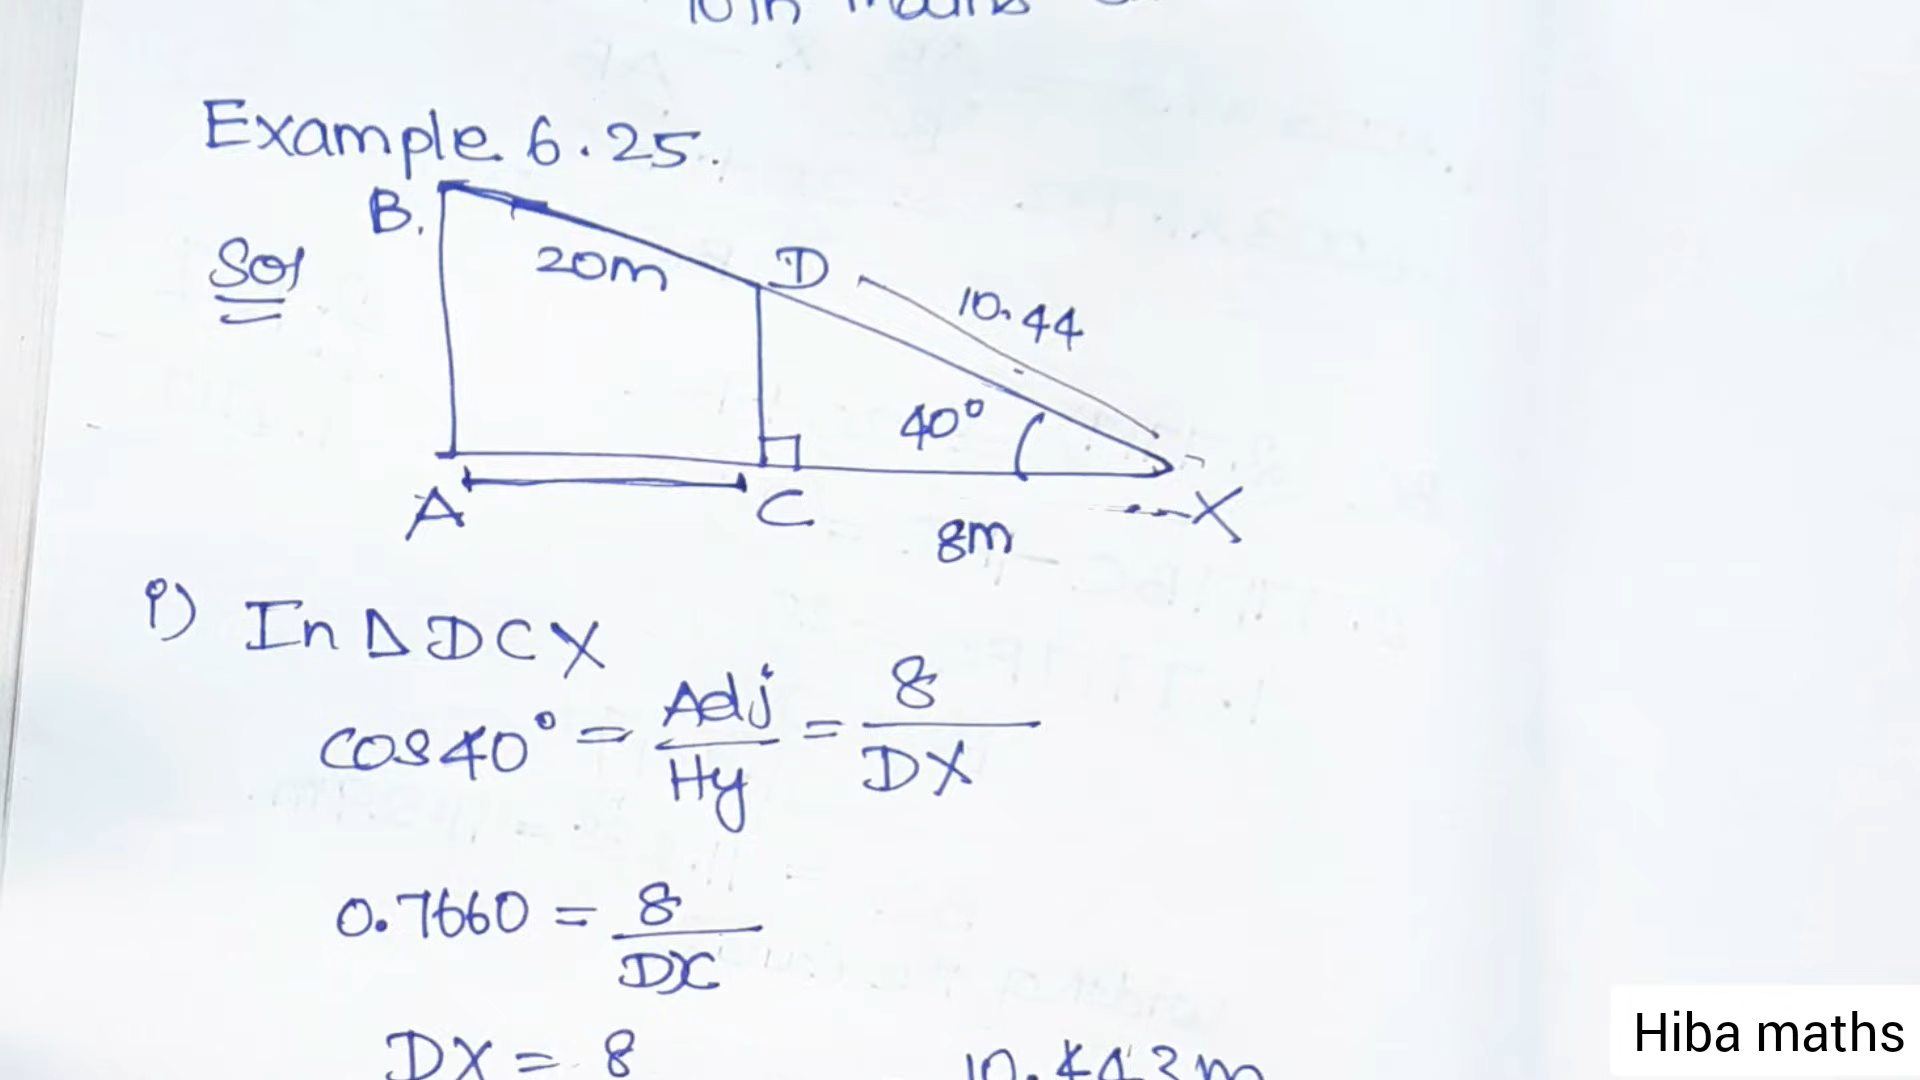 Example 6.25.
Sol
B.
20m
D
10.44
40°
A
C
8m
X
i) In Δ DCX
cos40° = Adj/Hy = 8/DX
0.7660 = 8/DX
DX = 8
10.443m
Hiba maths